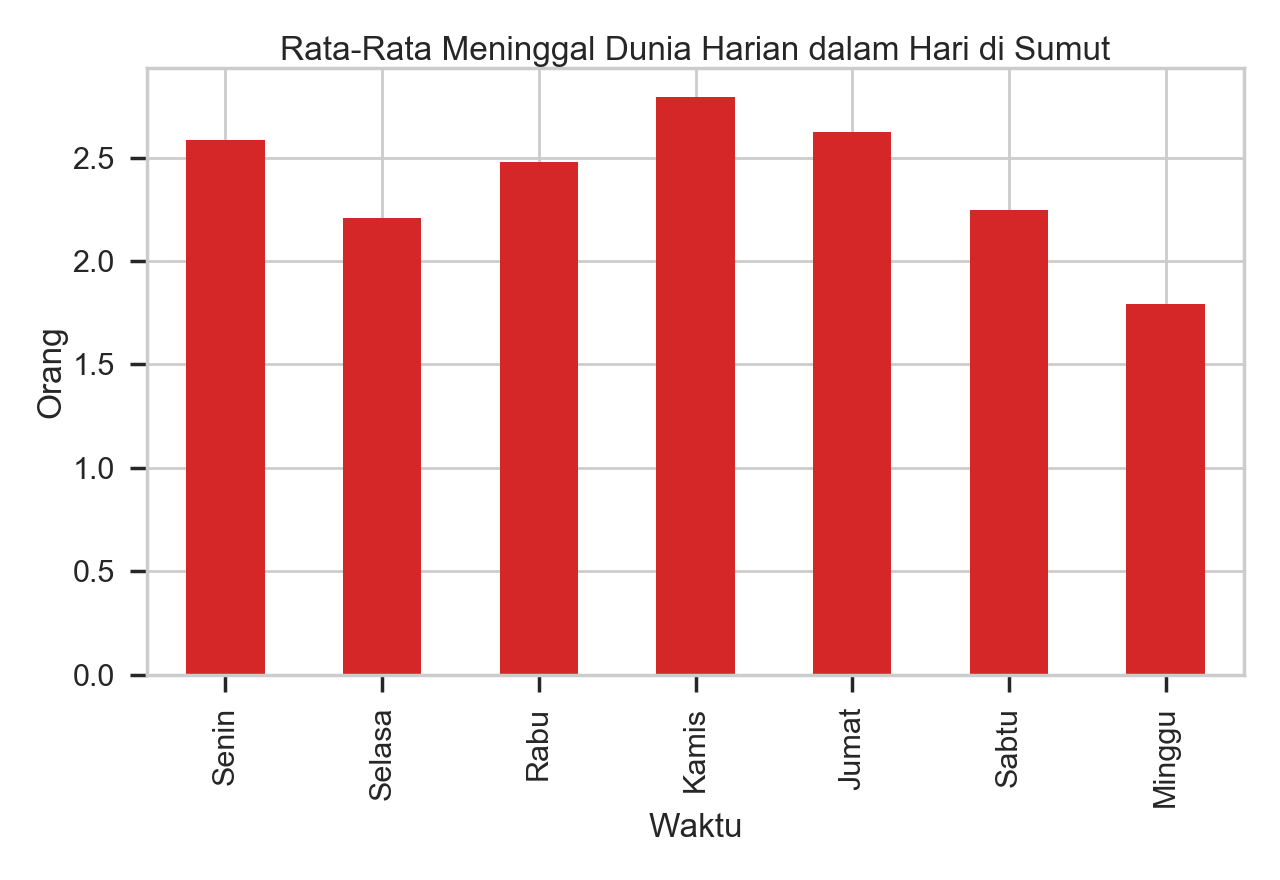 Rata-Rata Meninggal Dunia Harian dalam Hari di Sumut
2.5
2.0
1.5
1.0
0.5
0.0
Orang
Senin
Selasa
Rabu
Kamis
Jumat
Sabtu
Minggu
Waktu